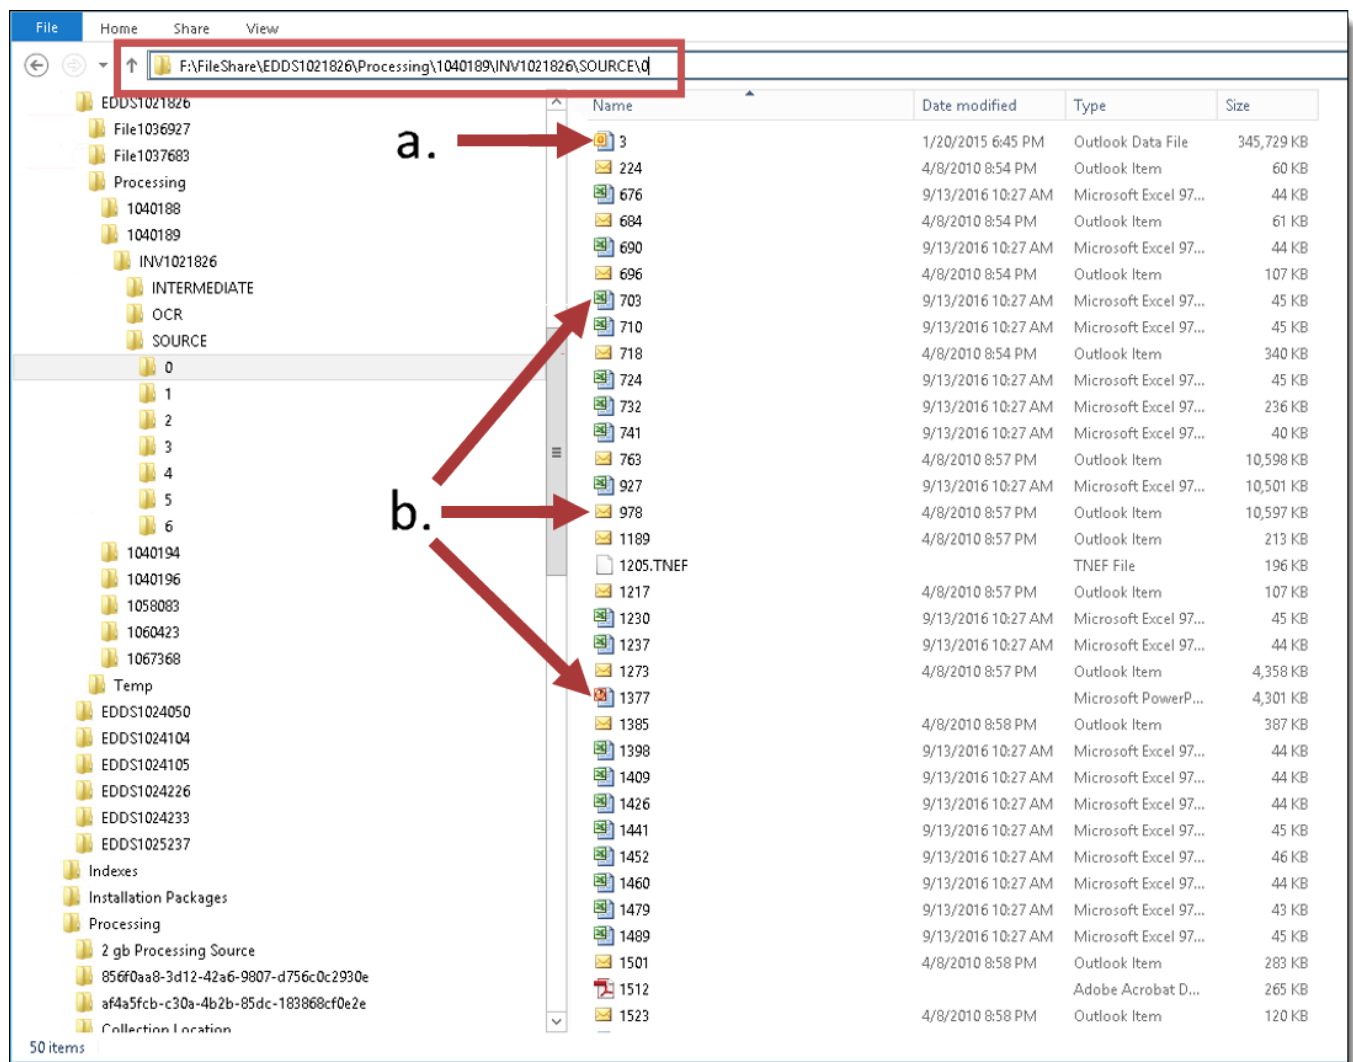 File Home Share View
F:\FileShare\EDDS1021826\Processing\1040189\INV1021826\SOURCE\0
EDDS1021826
File1036927
File1037683
Processing
1040188
1040189
INV1021826
INTERMEDIATE
OCR
SOURCE
0
1
2
3
4
5
6
1040194
1040196
1058083
1060423
1067368
Temp
EDDS1024050
EDDS1024104
EDDS1024105
EDDS1024226
EDDS1024233
EDDS1025237
Indexes
Installation Packages
Processing
2 gb Processing Source
856f0aa8-3d12-42a6-9807-d756c0c2930e
af4a5fcb-c30a-4b2b-85dc-183868cf0e2e
Collection Location
a.
b.
Name Date modified Type Size
3 1/20/2015 6:45 PM Outlook Data File 345,729 KB
224 4/8/2010 8:54 PM Outlook Item 60 KB
676 9/13/2016 10:27 AM Microsoft Excel 97... 44 KB
684 4/8/2010 8:54 PM Outlook Item 61 KB
690 9/13/2016 10:27 AM Microsoft Excel 97... 44 KB
696 4/8/2010 8:54 PM Outlook Item 107 KB
703 9/13/2016 10:27 AM Microsoft Excel 97... 45 KB
710 9/13/2016 10:27 AM Microsoft Excel 97... 45 KB
718 4/8/2010 8:54 PM Outlook Item 340 KB
724 9/13/2016 10:27 AM Microsoft Excel 97... 45 KB
732 9/13/2016 10:27 AM Microsoft Excel 97... 236 KB
741 9/13/2016 10:27 AM Microsoft Excel 97... 40 KB
763 4/8/2010 8:57 PM Outlook Item 10,598 KB
927 9/13/2016 10:27 AM Microsoft Excel 97... 10,501 KB
978 4/8/2010 8:57 PM Outlook Item 10,597 KB
1189 4/8/2010 8:57 PM Outlook Item 213 KB
1205.TNEF TNEF File 196 KB
1217 4/8/2010 8:57 PM Outlook Item 107 KB
1230 9/13/2016 10:27 AM Microsoft Excel 97... 45 KB
1237 9/13/2016 10:27 AM Microsoft Excel 97... 44 KB
1273 4/8/2010 8:57 PM Outlook Item 4,358 KB
1377 Microsoft PowerP... 4,301 KB
1385 4/8/2010 8:58 PM Outlook Item 387 KB
1398 9/13/2016 10:27 AM Microsoft Excel 97... 44 KB
1409 9/13/2016 10:27 AM Microsoft Excel 97... 44 KB
1426 9/13/2016 10:27 AM Microsoft Excel 97... 44 KB
1441 9/13/2016 10:27 AM Microsoft Excel 97... 45 KB
1452 9/13/2016 10:27 AM Microsoft Excel 97... 46 KB
1460 9/13/2016 10:27 AM Microsoft Excel 97... 44 KB
1479 9/13/2016 10:27 AM Microsoft Excel 97... 43 KB
1489 9/13/2016 10:27 AM Microsoft Excel 97... 45 KB
1501 4/8/2010 8:58 PM Outlook Item 283 KB
1512 Adobe Acrobat D... 265 KB
1523 4/8/2010 8:58 PM Outlook Item 120 KB
50 items